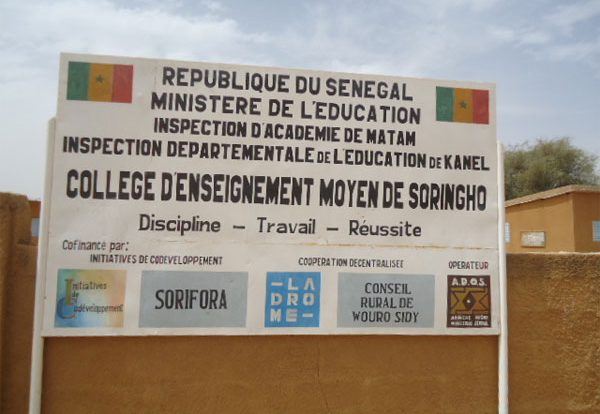 REPUBLIQUE DU SENEGAL
MINISTERE DE L'EDUCATION
INSPECTION D'ACADEMIE DE MATAM
INSPECTION DEPARTEMENTALE DE L'EDUCATION DE KANEL
COLLEGE D'ENSEIGNEMENT MOYEN DE SORINGHO
Discipline – Travail – Réussite
Cofinancé par:
INITIATIVES DE CODEVELOPPEMENT
COOPERATION DECENTRALISEE
OPERATEUR
Initiatives
de
Codéveloppement
SORIFORA
LA
DRO
ME
CONSEIL
RURAL DE
WOURO SIDY
A.D.O.S